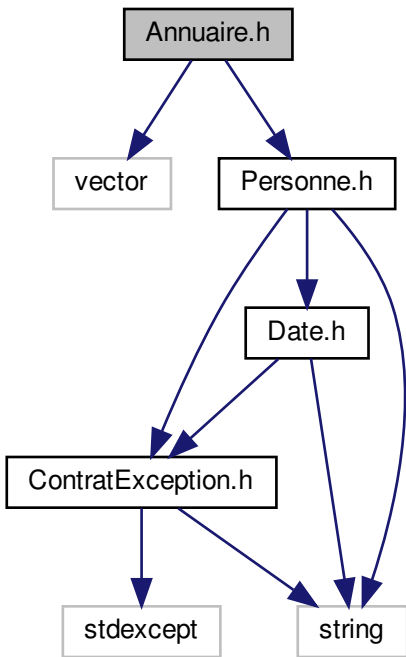 Annuaire.h
vector
Personne.h
Date.h
ContratException.h
stdexcept
string